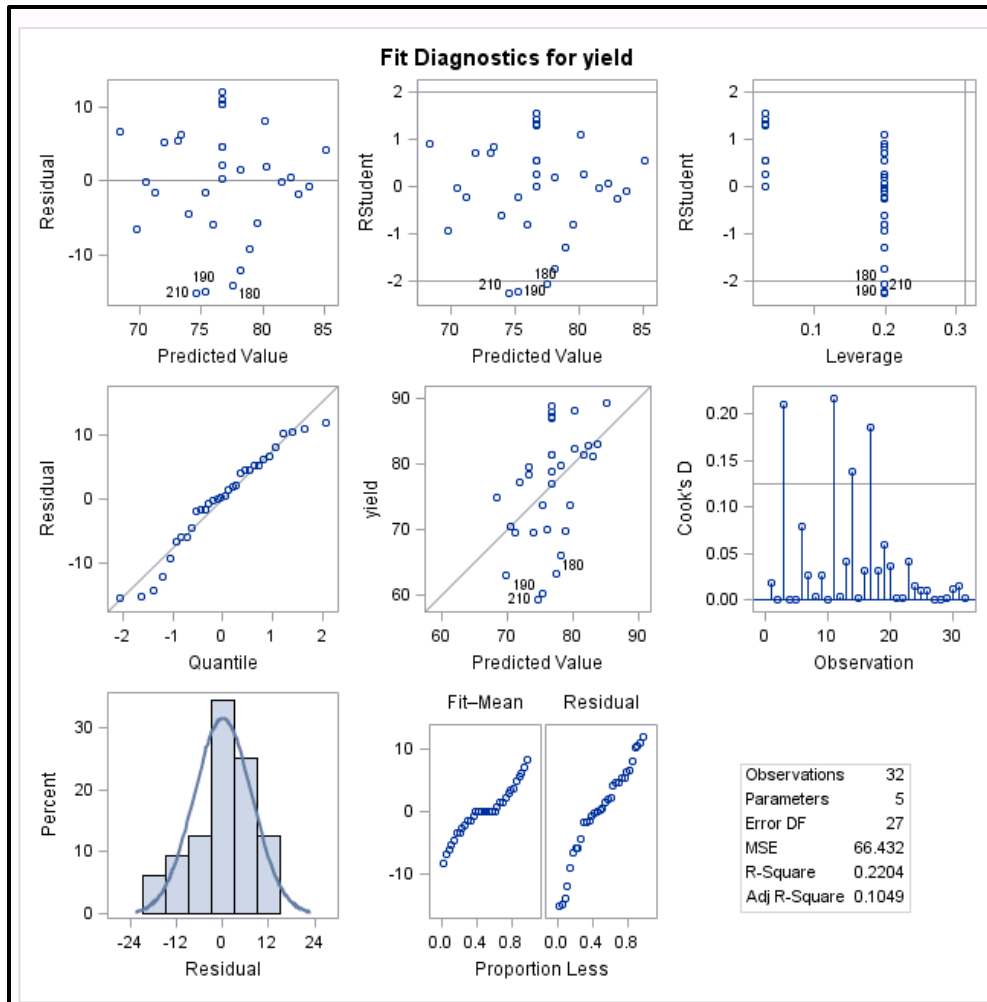 Fit Diagnostics for yield
Residual
10
0
-10
190
210
180
70 75 80 85
Predicted Value
RStudent
2
1
0
-1
-2
180
210
190
70 75 80 85
Predicted Value
RStudent
2
1
0
-1
-2
180
190 210
0.1 0.2 0.3
Leverage
Residual
10
0
-10
-2 -1 0 1 2
Quantile
yield
90
80
70
60
180
190
210
60 70 80 90
Predicted Value
Cook's D
0.20
0.15
0.10
0.05
0.00
0 10 20 30
Observation
Percent
30
20
10
0
-24 -12 0 12 24
Residual
Fit–Mean Residual
10
0
-10
0.0 0.4 0.8 0.0 0.4 0.8
Proportion Less
Observations 32
Parameters 5
Error DF 27
MSE 66.432
R-Square 0.2204
Adj R-Square 0.1049